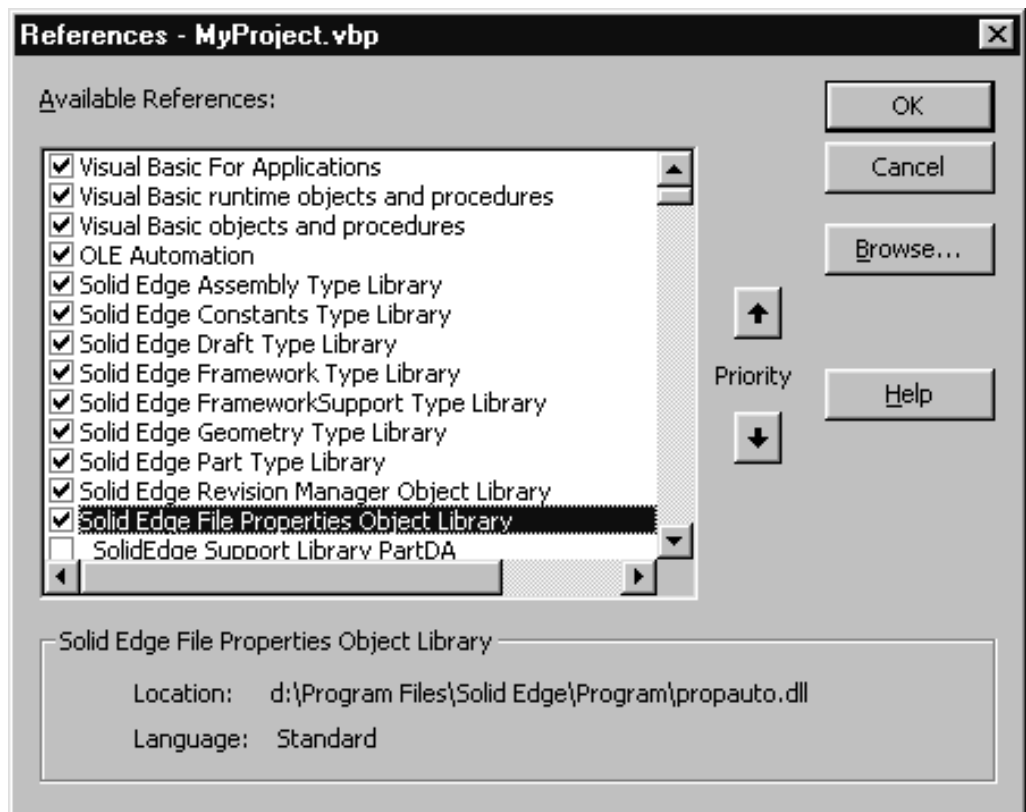 References - MyProject.vbp
Available References:
OK
Cancel
Browse...
Help
Visual Basic For Applications
Visual Basic runtime objects and procedures
Visual Basic objects and procedures
OLE Automation
Solid Edge Assembly Type Library
Solid Edge Constants Type Library
Solid Edge Draft Type Library
Solid Edge Framework Type Library
Solid Edge FrameworkSupport Type Library
Solid Edge Geometry Type Library
Solid Edge Part Type Library
Solid Edge Revision Manager Object Library
Solid Edge File Properties Object Library
SolidEdge Support Library PartDA
Priority
Solid Edge File Properties Object Library
Location: d:\Program Files\Solid Edge\Program\propauto.dll
Language: Standard